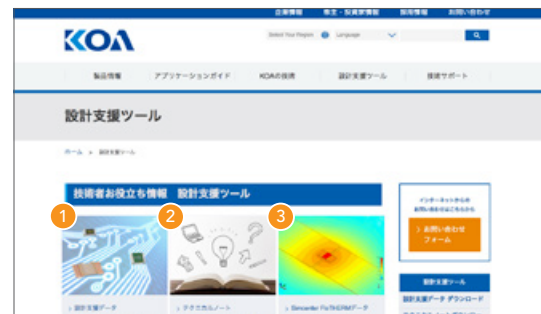 企業情報 株主・投資家情報 採用情報 お問い合わせ
KOA
Select Your Region Language
製品情報 アプリケーションガイド KOAの技術 設計支援ツール 技術サポート
設計支援ツール
ホーム > 設計支援ツール
技術者お役立ち情報 設計支援ツール
1 2 3
> 設計支援データ > テクニカルノート > Simcenter FloTHERMデータ
インターネットからの
お問い合わせはこちらから
> お問い合わせ
フォーム
設計支援ツール
設計支援データ ダウンロード